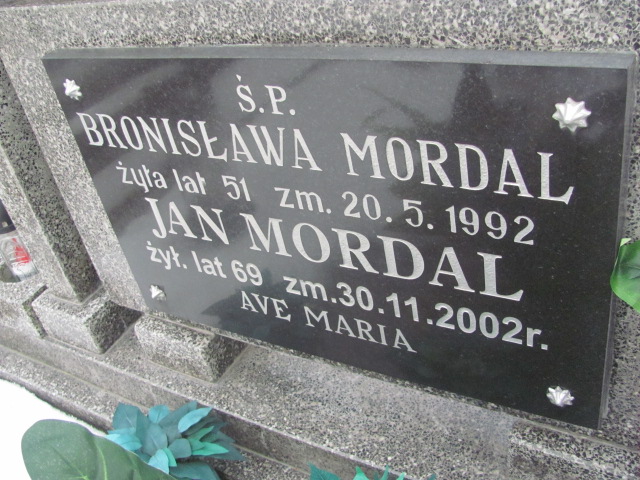 Ś.P.
BRONISŁAWA MORDAL
żyła lat 51 zm. 20.5.1992
JAN MORDAL
żył. lat 69 zm.30.11.2002r.
AVE MARIA